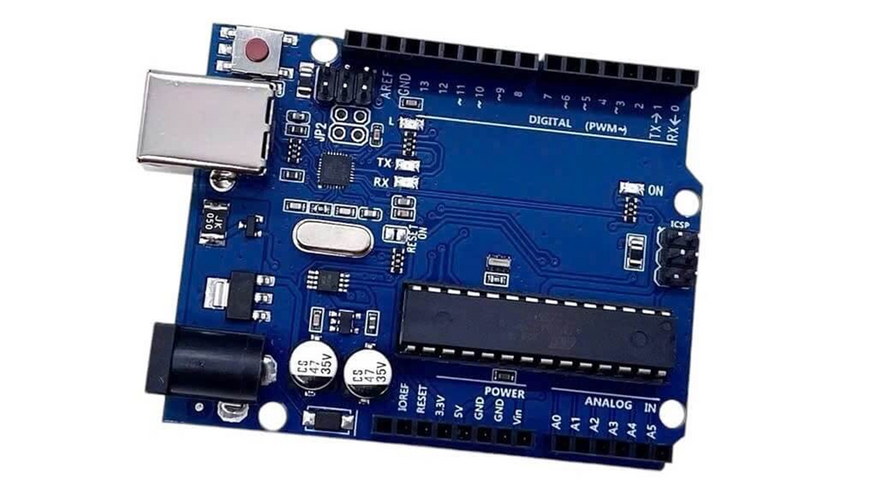 AREF
GND
13
12
~11
~10
~9
8
7
~6
~5
4
~3
2
TX→1
RX←0
DIGITAL (PWM~)
L
JP2
TX
RX
ON
ICSP
RESET
ON
JK
050
CS
47
35V
CS
47
35V
POWER
ANALOG IN
IOREF
RESET
3.3V
5V
GND
GND
Vin
A0
A1
A2
A3
A4
A5